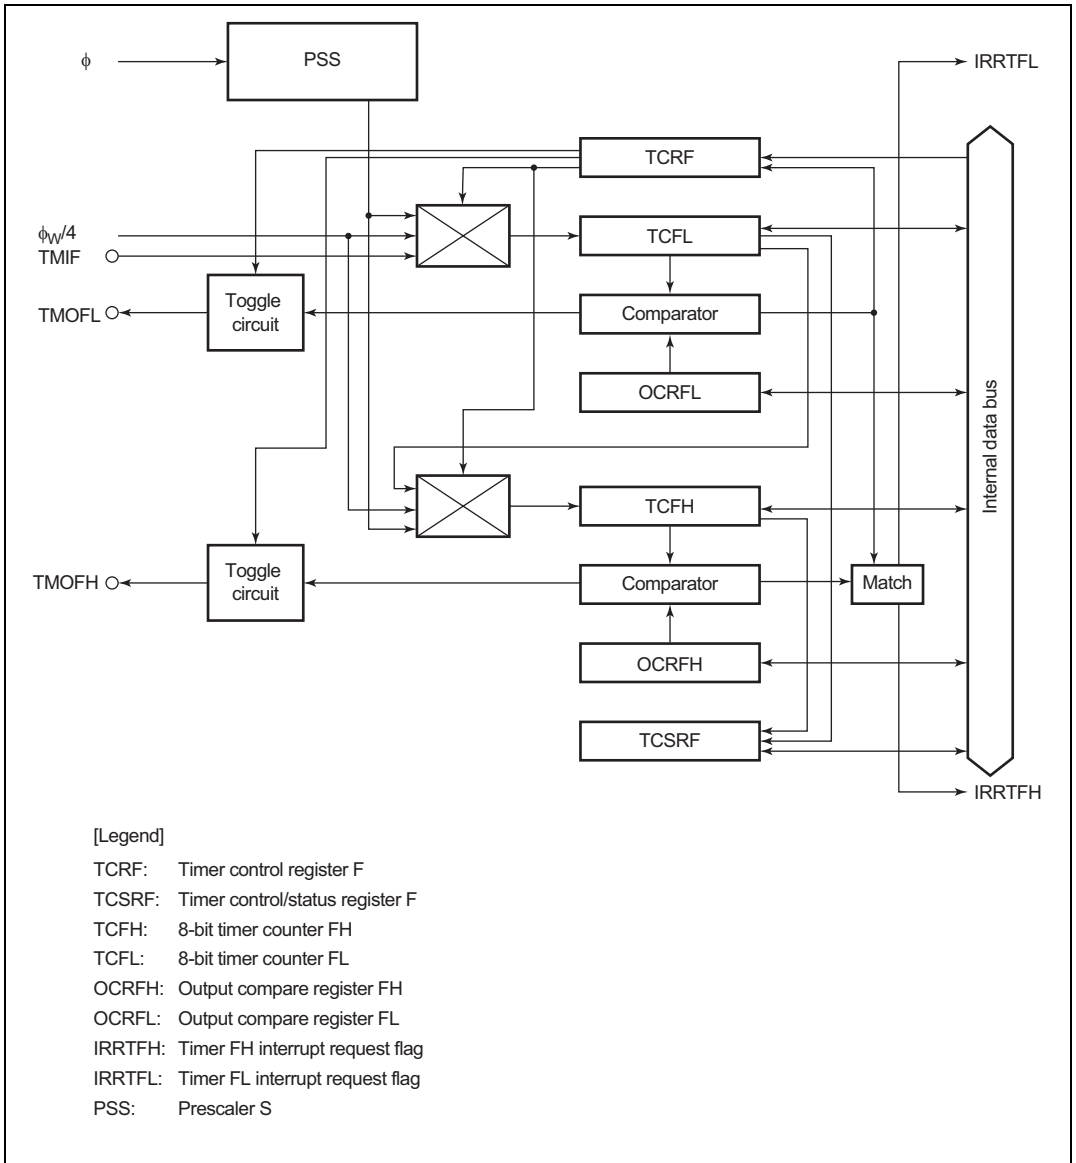 ϕ
PSS
IRRTFL
TCRF
ϕW/4
TMIF
TCFL
TMOFL
Toggle
circuit
Comparator
OCRFL
Internal data bus
TCFH
TMOFH
Toggle
circuit
Comparator
Match
OCRFH
TCSRF
IRRTFH
[Legend]
TCRF: Timer control register F
TCSRF: Timer control/status register F
TCFH: 8-bit timer counter FH
TCFL: 8-bit timer counter FL
OCRFH: Output compare register FH
OCRFL: Output compare register FL
IRRTFH: Timer FH interrupt request flag
IRRTFL: Timer FL interrupt request flag
PSS: Prescaler S